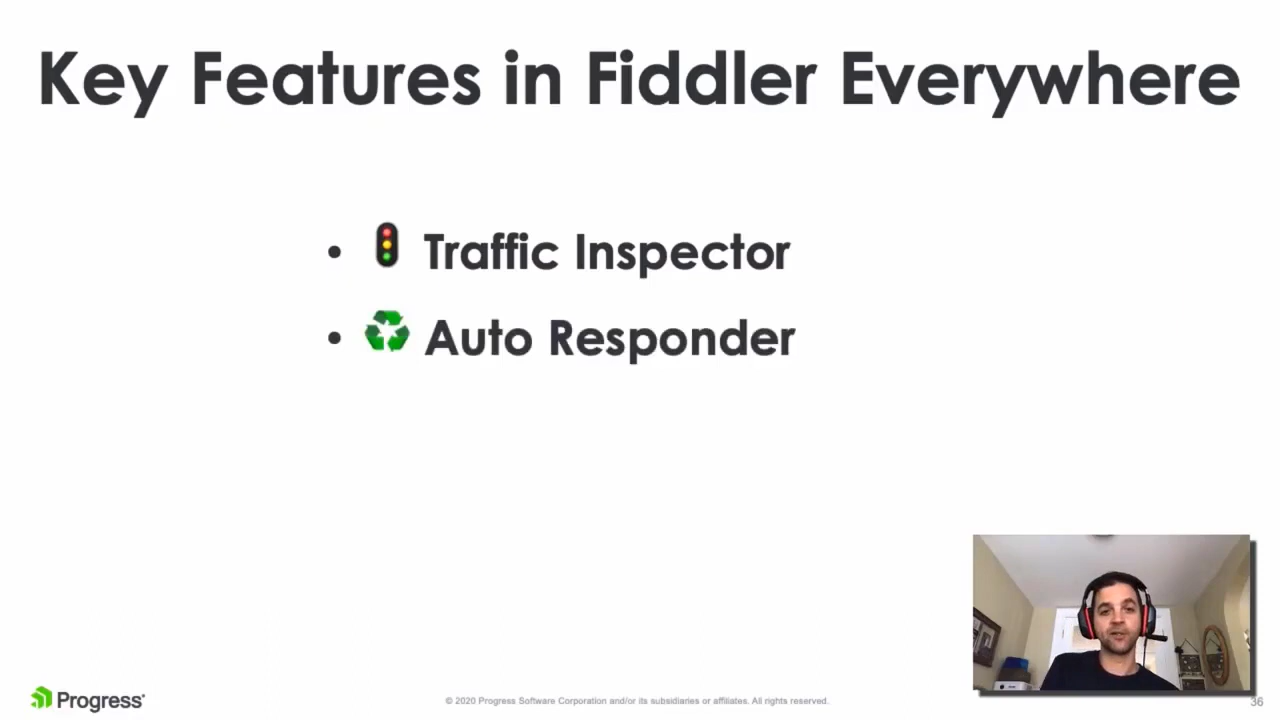 Key Features in Fiddler Everywhere
• Traffic Inspector
• Auto Responder
Progress
© 2020 Progress Software Corporation and/or its subsidiaries or affiliates. All rights reserved.
36